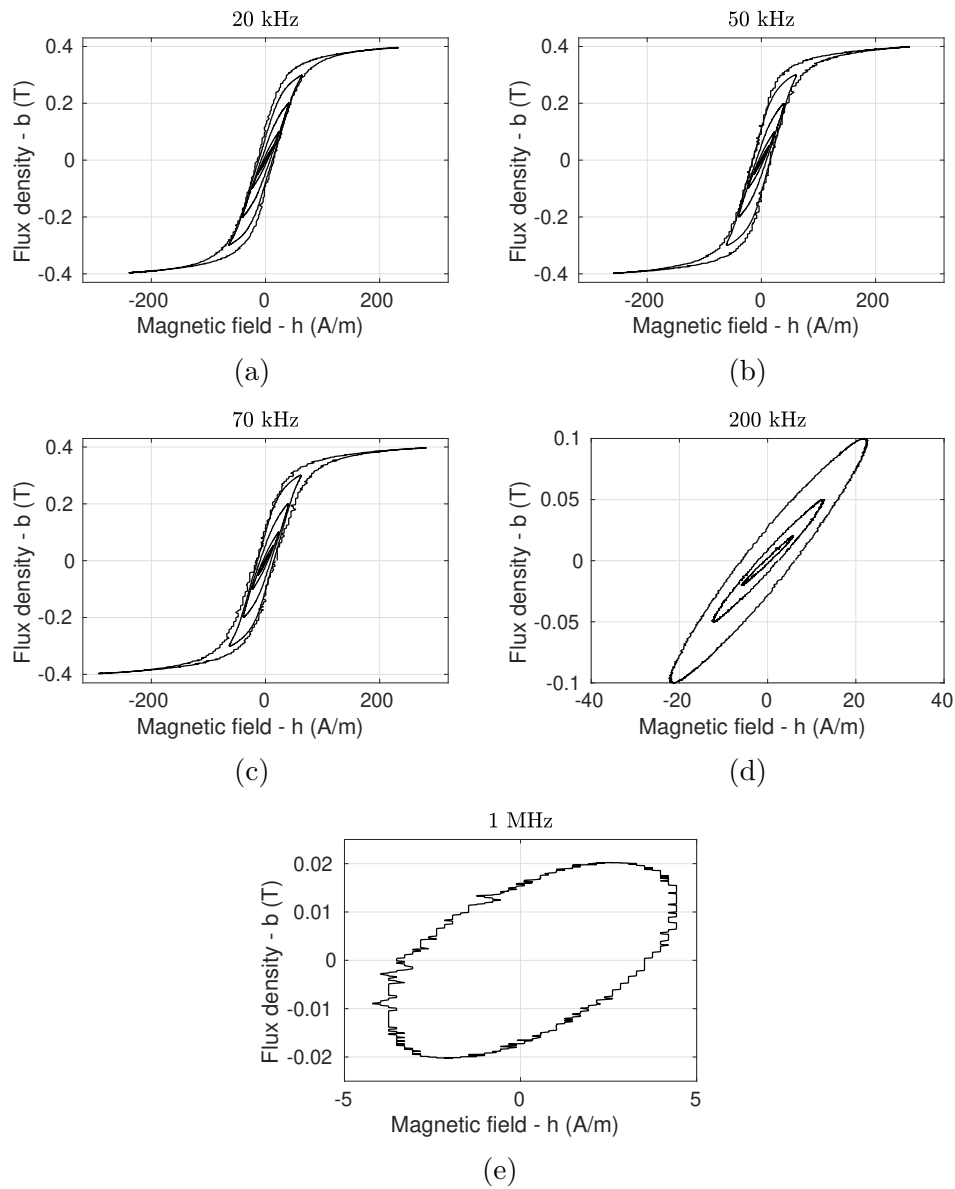 20 kHz
Flux density - b (T)
0.4
0.2
0
-0.2
-0.4
-200
0
200
Magnetic field - h (A/m)
(a)
50 kHz
Flux density - b (T)
0.4
0.2
0
-0.2
-0.4
-200
0
200
Magnetic field - h (A/m)
(b)
70 kHz
Flux density - b (T)
0.4
0.2
0
-0.2
-0.4
-200
0
200
Magnetic field - h (A/m)
(c)
200 kHz
Flux density - b (T)
0.1
0.05
0
-0.05
-0.1
-40
-20
0
20
40
Magnetic field - h (A/m)
(d)
1 MHz
Flux density - b (T)
0.02
0.01
0
-0.01
-0.02
-5
0
5
Magnetic field - h (A/m)
(e)